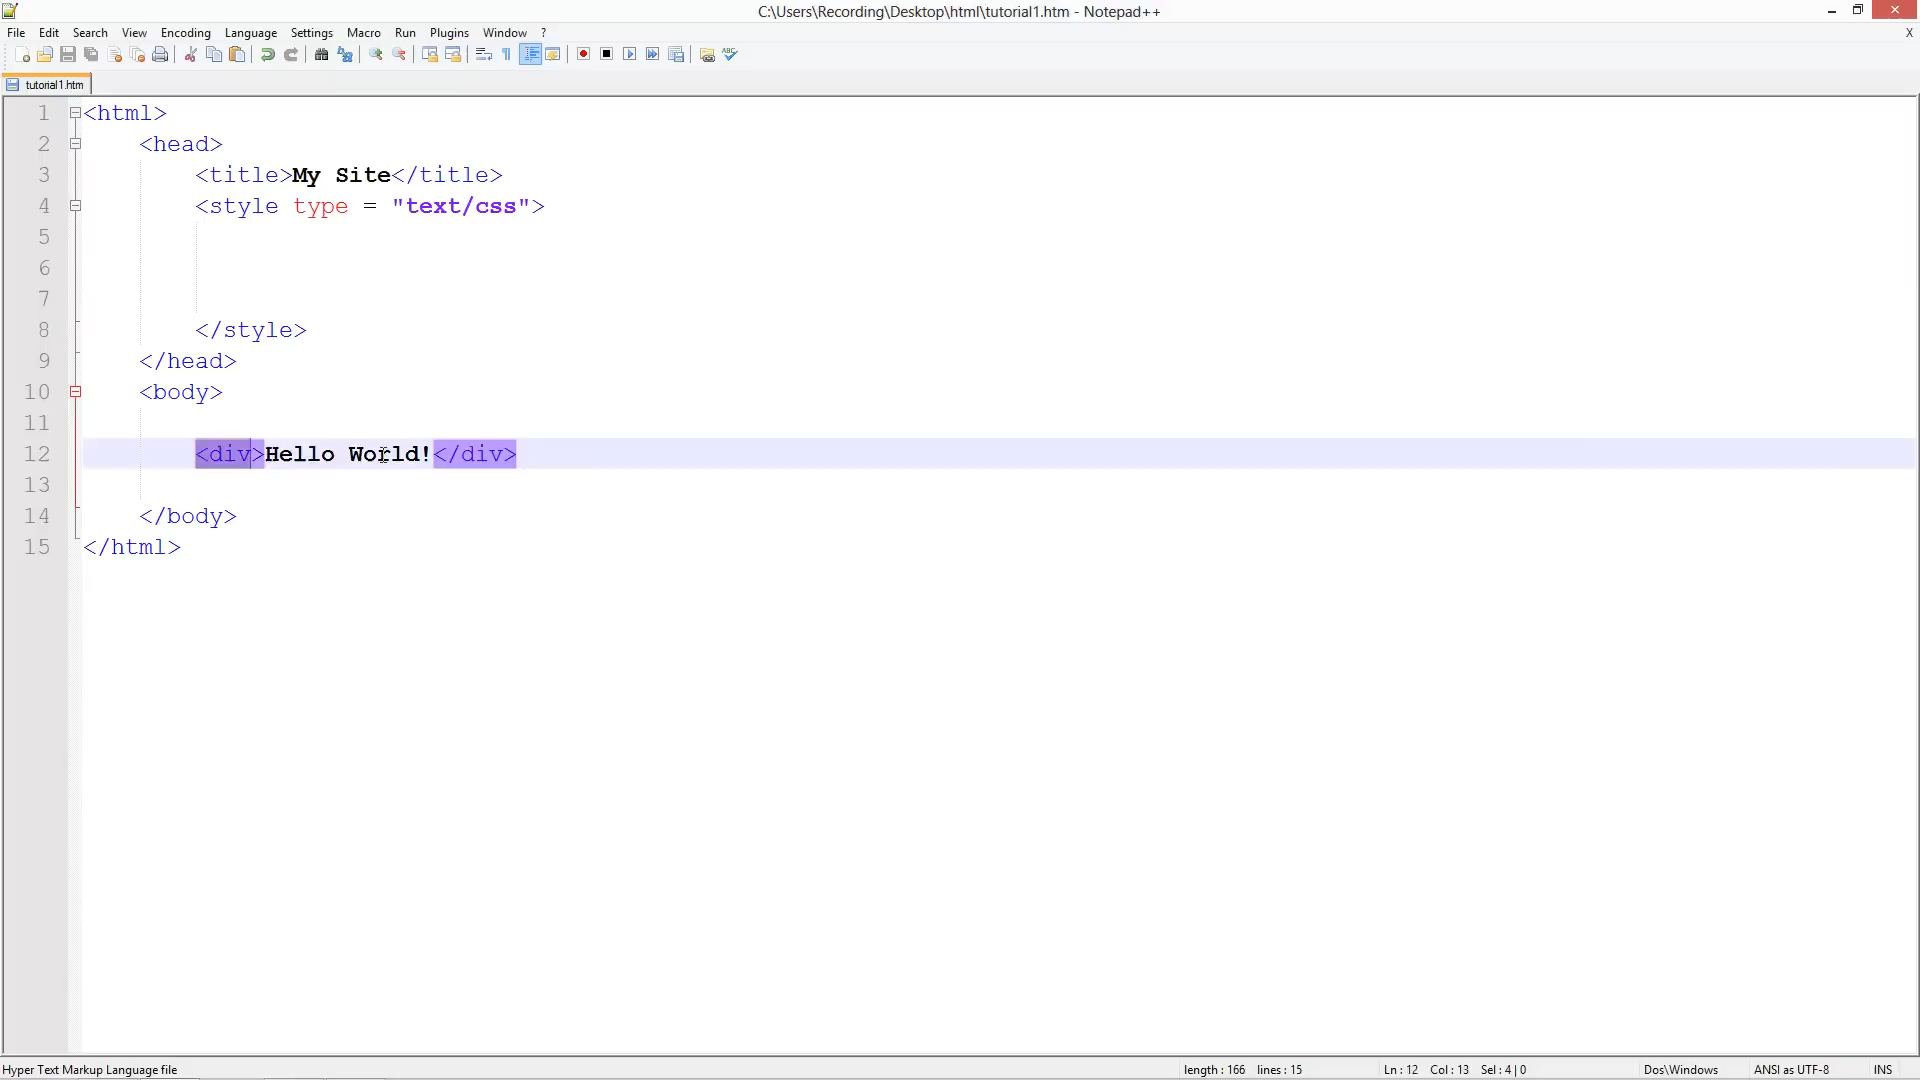 C:\Users\Recording\Desktop\html\tutorial1.htm - Notepad++
File Edit Search View Encoding Language Settings Macro Run Plugins Window ? X
tutorial1.htm
1 <html>
2 <head>
3 <title>My Site</title>
4 <style type = "text/css">
5
6
7
8 </style>
9 </head>
10 <body>
11
12 <div>Hello World!</div>
13
14 </body>
15 </html>
Hyper Text Markup Language file length : 166 lines : 15 Ln : 12 Col : 13 Sel : 4 | 0 Dos\Windows ANSI as UTF-8 INS